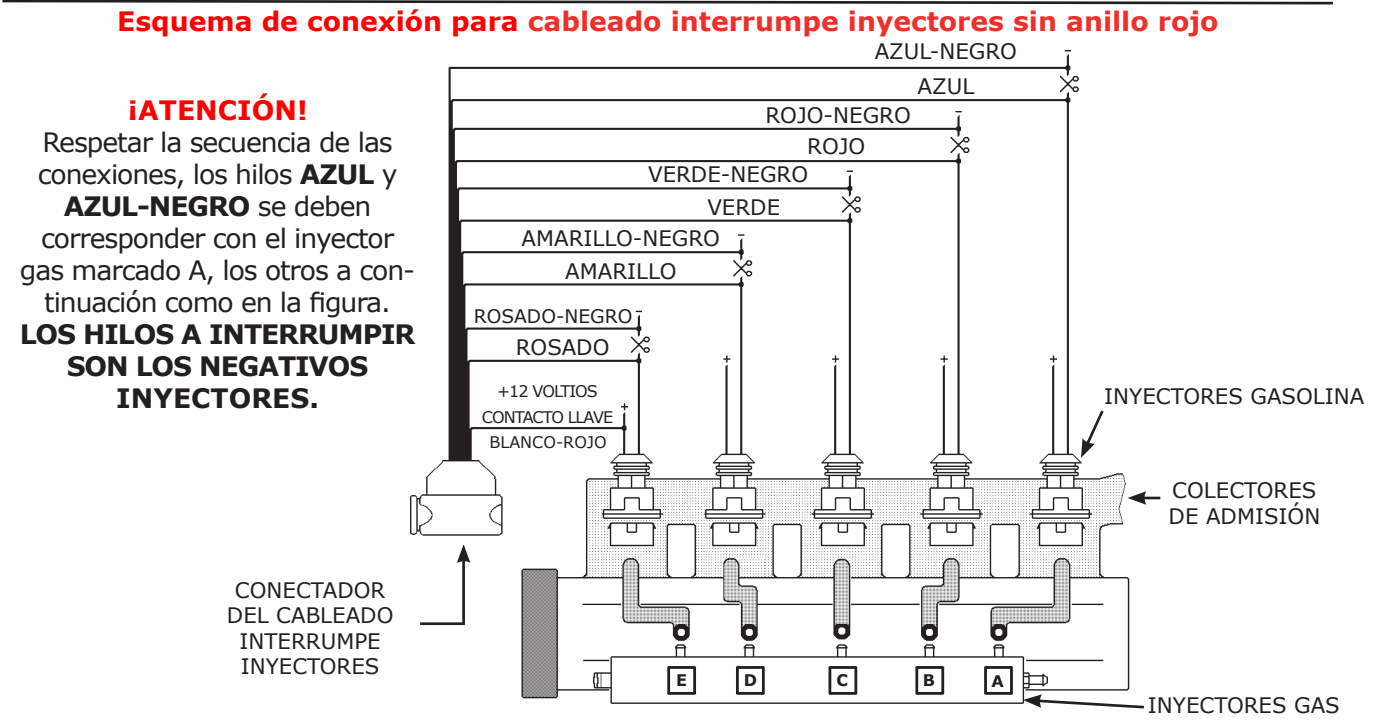 Esquema de conexión para cableado interrumpe inyectores sin anillo rojo
¡ATENCIÓN!
Respetar la secuencia de las
conexiones, los hilos AZUL y
AZUL-NEGRO se deben
corresponder con el inyector
gas marcado A, los otros a con-
tinuación como en la figura.
LOS HILOS A INTERRUMPIR
SON LOS NEGATIVOS
INYECTORES.
AZUL-NEGRO -
AZUL
ROJO-NEGRO -
ROJO
VERDE-NEGRO -
VERDE
AMARILLO-NEGRO -
AMARILLO
ROSADO-NEGRO -
ROSADO
+12 VOLTIOS
CONTACTO LLAVE +
BLANCO-ROJO
+ + + +
INYECTORES GASOLINA
COLECTORES
DE ADMISIÓN
CONECTADOR
DEL CABLEADO
INTERRUMPE
INYECTORES
E D C B A
INYECTORES GAS